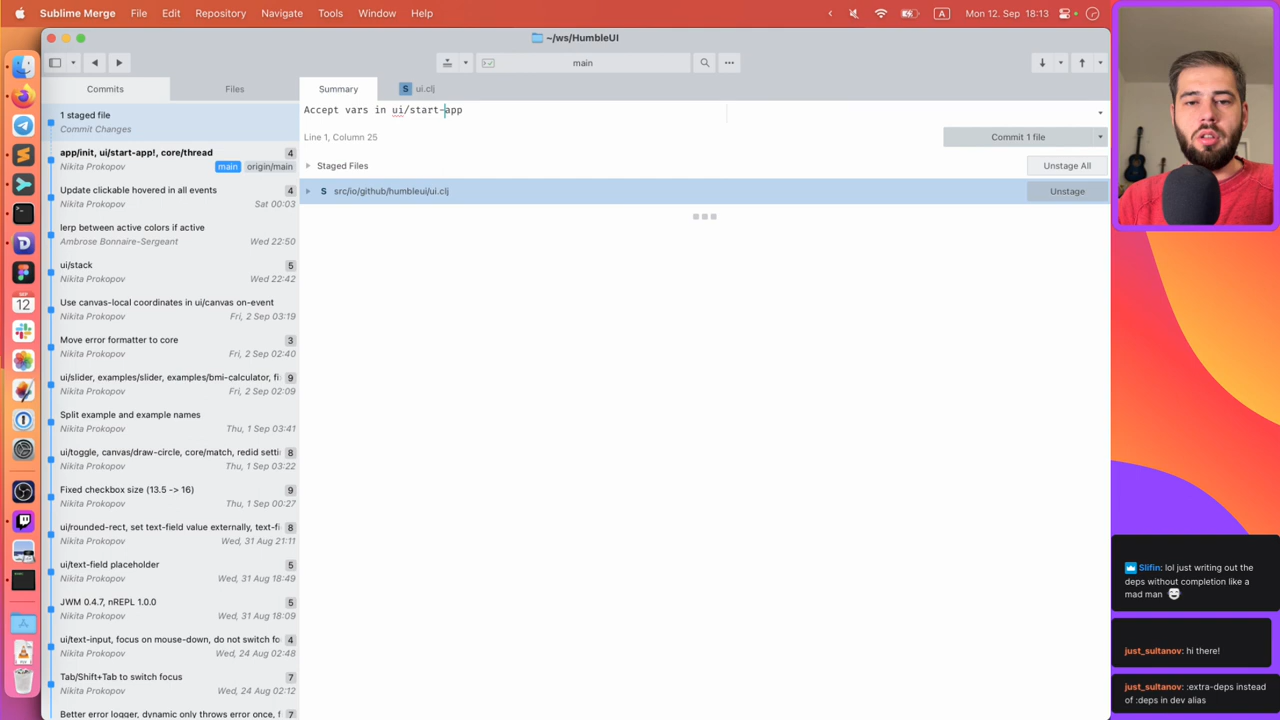 Sublime Merge File Edit Repository Navigate Tools Window Help
A Mon 12. Sep 18:13
~/ws/HumbleUI
main
Commits Files Summary S ui.clj
1 staged file
Commit Changes
app/init, ui/start-app!, core/thread 4
Nikita Prokopov main origin/main
Update clickable hovered in all events 4
Nikita Prokopov Sat 00:03
lerp between active colors if active
Ambrose Bonnaire-Sergeant Wed 22:50
ui/stack 5
Nikita Prokopov Wed 22:42
Use canvas-local coordinates in ui/canvas on-event
Nikita Prokopov Fri, 2 Sep 03:19
Move error formatter to core 3
Nikita Prokopov Fri, 2 Sep 02:40
ui/slider, examples/slider, examples/bmi-calculator, fi 9
Nikita Prokopov Fri, 2 Sep 02:09
Split example and example names
Nikita Prokopov Thu, 1 Sep 03:41
ui/toggle, canvas/draw-circle, core/match, redid setti 8
Nikita Prokopov Thu, 1 Sep 03:22
Fixed checkbox size (13.5 -> 16) 9
Nikita Prokopov Thu, 1 Sep 00:27
ui/rounded-rect, set text-field value externally, text-fi 8
Nikita Prokopov Wed, 31 Aug 21:11
ui/text-field placeholder 5
Nikita Prokopov Wed, 31 Aug 18:49
JWM 0.4.7, nREPL 1.0.0 5
Nikita Prokopov Wed, 31 Aug 18:09
ui/text-input, focus on mouse-down, do not switch fo 4
Nikita Prokopov Wed, 24 Aug 02:48
Tab/Shift+Tab to switch focus 7
Nikita Prokopov Wed, 24 Aug 02:12
Better error logger, dynamic only throws error once, f 7
Accept vars in ui/start-app
Line 1, Column 25 Commit 1 file
Staged Files Unstage All
S src/io/github/humbleui/ui.clj Unstage
SEP
12
Slifin: lol just writing out the
deps without completion like a
mad man
just_sultanov: hi there!
just_sultanov: :extra-deps instead
of :deps in dev alias